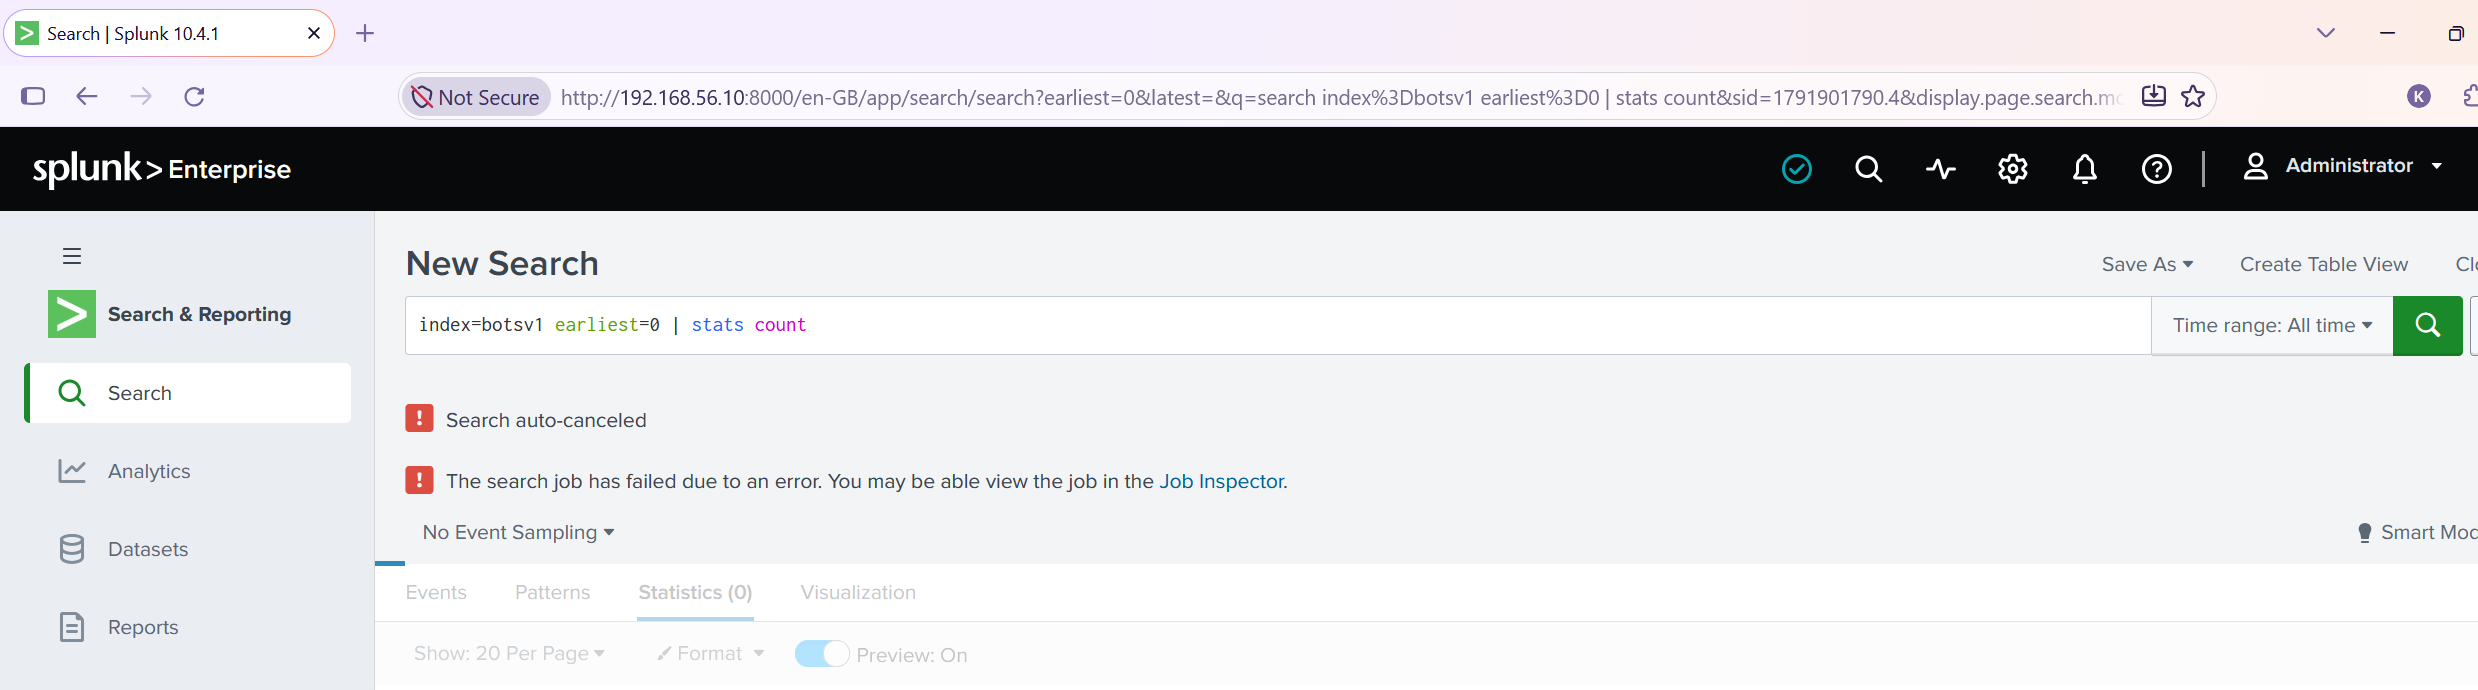 Search | Splunk 10.4.1
Not Secure http://192.168.56.10:8000/en-GB/app/search/search?earliest=0&latest=&q=search index%3Dbotsv1 earliest%3D0 | stats count&sid=1791901790.4&display.page.search.mo K
splunk>Enterprise Administrator
New Search
Save As Create Table View Clo
Search & Reporting
index=botsv1 earliest=0 | stats count Time range: All time
Search
Search auto-canceled
Analytics
The search job has failed due to an error. You may be able view the job in the Job Inspector.
No Event Sampling Smart Mod
Datasets
Events Patterns Statistics (0) Visualization
Reports
Show: 20 Per Page Format Preview: On